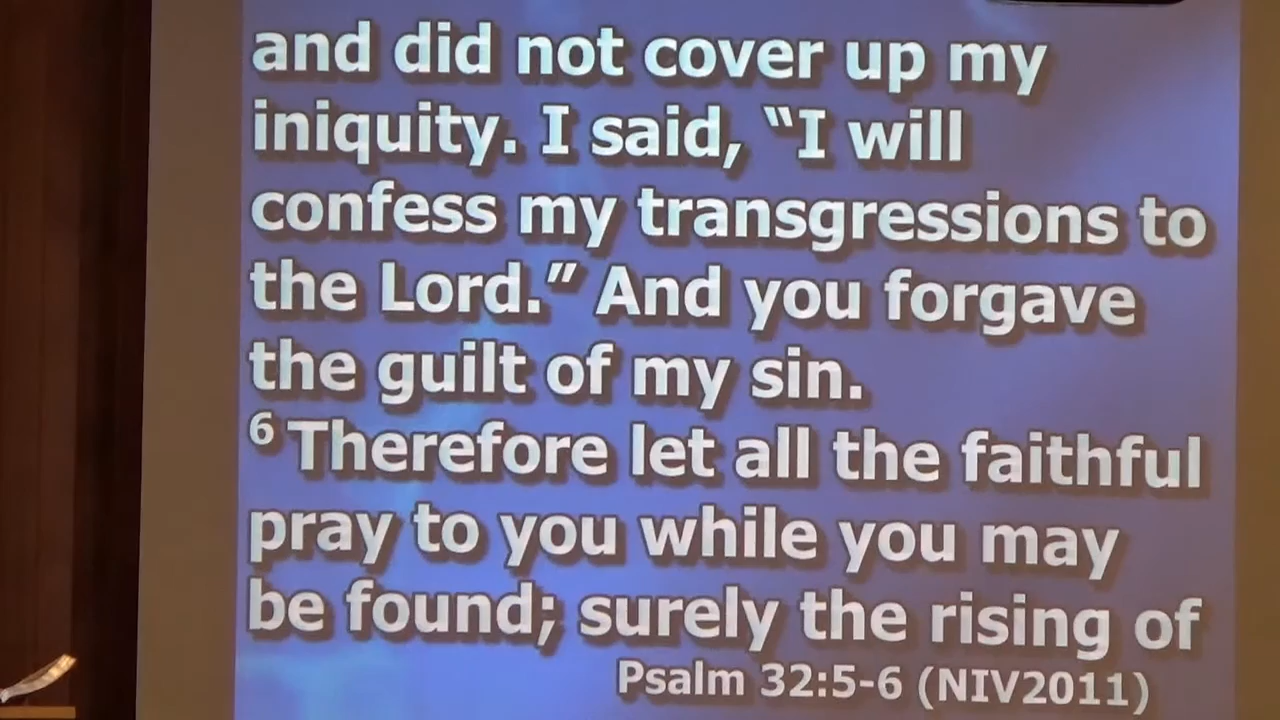 and did not cover up my
iniquity. I said, “I will
confess my transgressions to
the Lord.” And you forgave
the guilt of my sin.
6 Therefore let all the faithful
pray to you while you may
be found; surely the rising of
Psalm 32:5-6 (NIV2011)